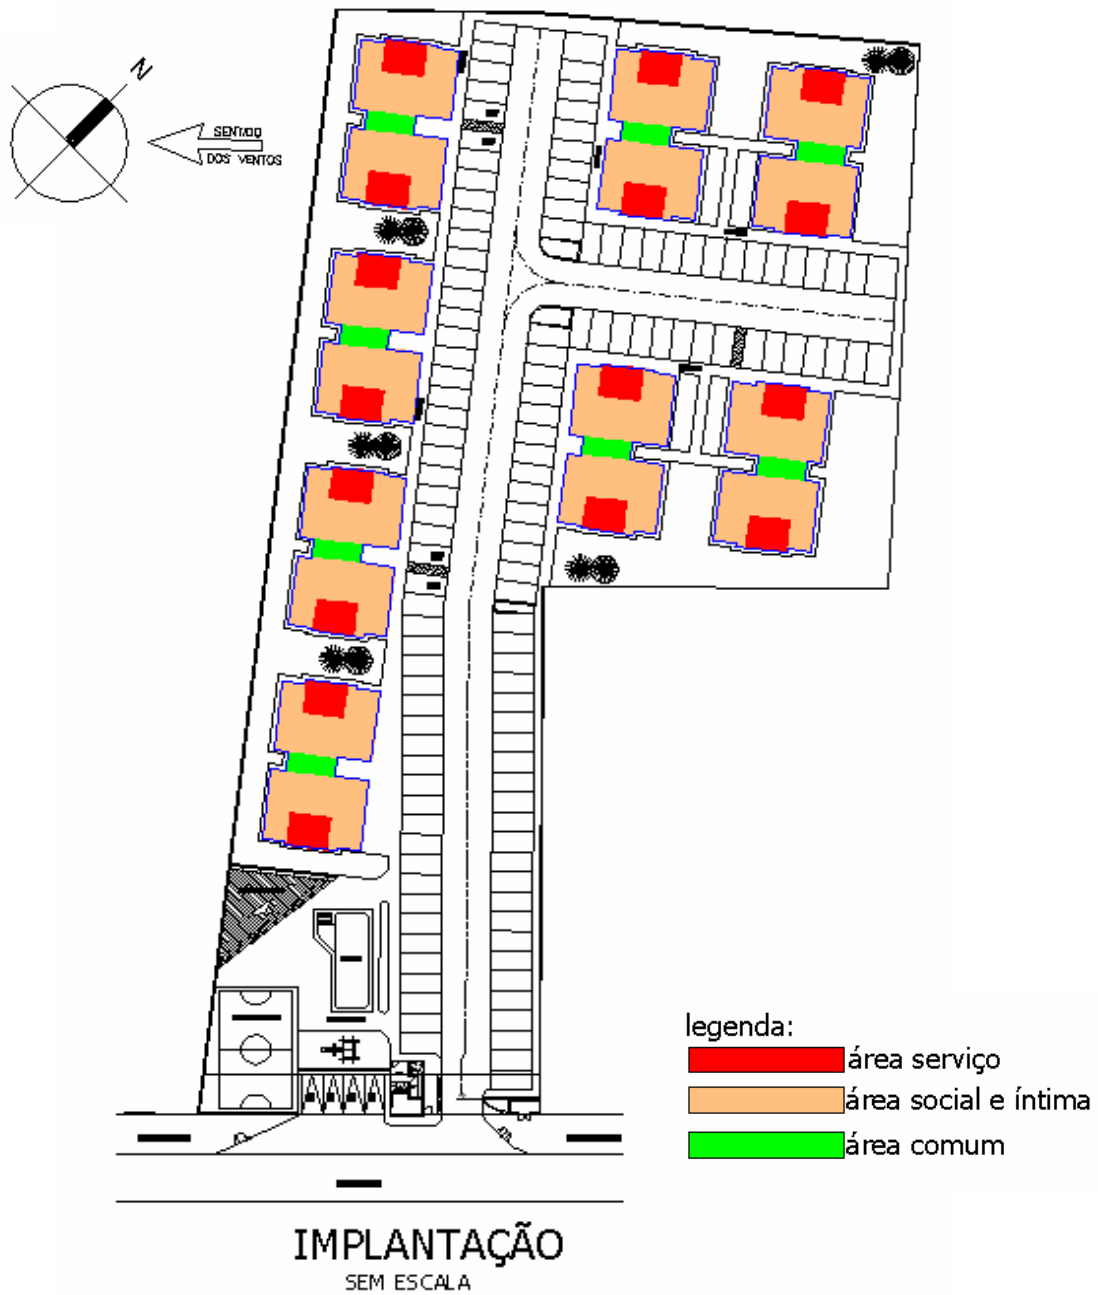 N
SENTIDO
DOS VENTOS
legenda:
área serviço
área social e íntima
área comum
IMPLANTAÇÃO
SEM ESCALA